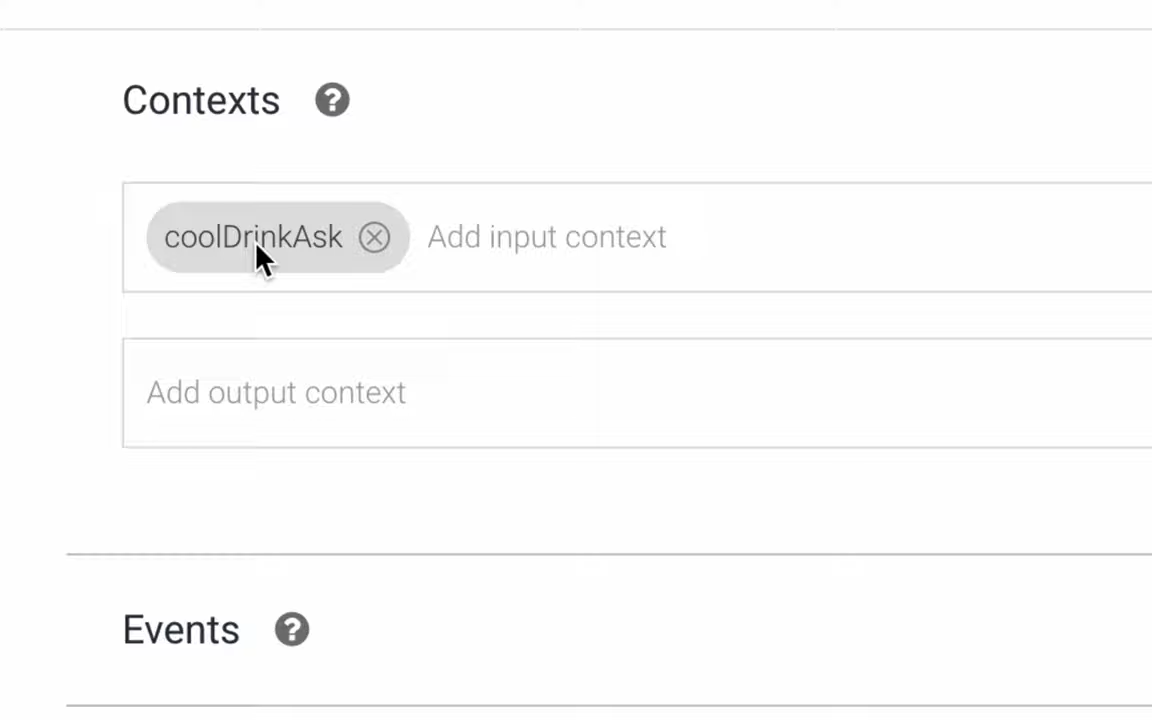 Contexts ?
coolDrinkAsk Add input context
Add output context
Events ?